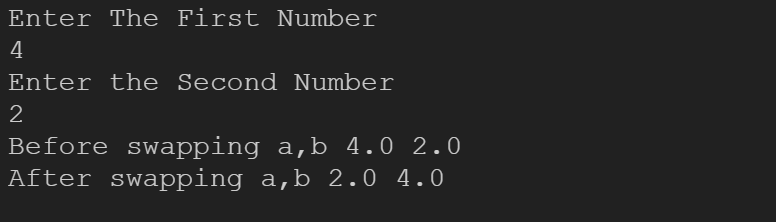 Enter The First Number
4
Enter the Second Number
2
Before swapping a,b 4.0 2.0
After swapping a,b 2.0 4.0